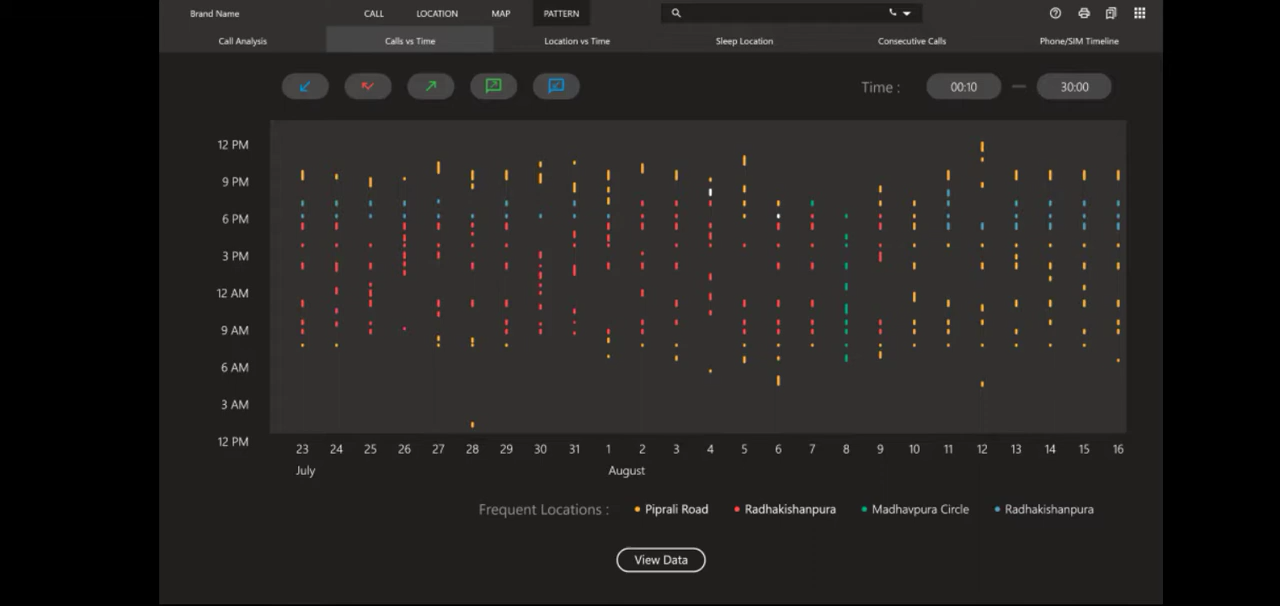 Brand Name CALL LOCATION MAP PATTERN
Call Analysis Calls vs Time Location vs Time Sleep Location Consecutive Calls Phone/SIM Timeline
Time : 00:10 — 30:00
12 PM
9 PM
6 PM
3 PM
12 AM
9 AM
6 AM
3 AM
12 PM
23 24 25 26 27 28 29 30 31 1 2 3 4 5 6 7 8 9 10 11 12 13 14 15 16
July August
Frequent Locations : Piprali Road Radhakishanpura Madhavpura Circle Radhakishanpura
View Data